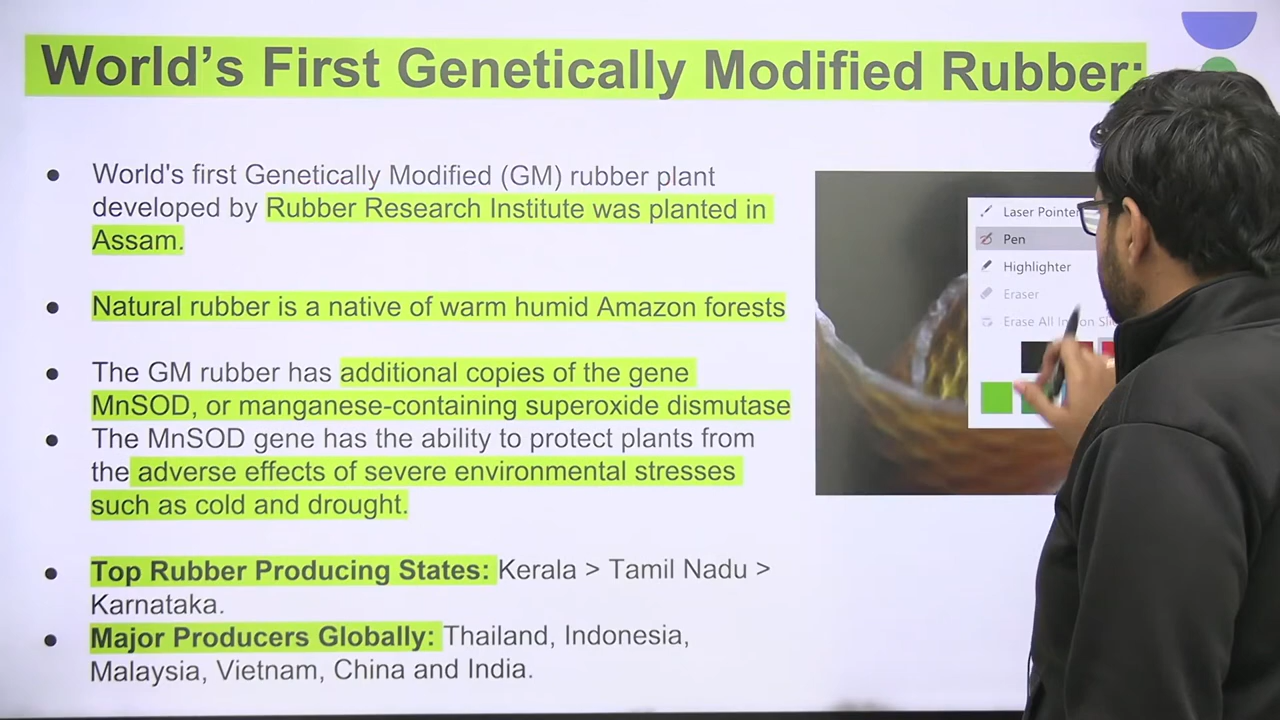 World's First Genetically Modified Rubber:
World's first Genetically Modified (GM) rubber plant
developed by Rubber Research Institute was planted in
Assam.
Natural rubber is a native of warm humid Amazon forests
The GM rubber has additional copies of the gene
MnSOD, or manganese-containing superoxide dismutase
The MnSOD gene has the ability to protect plants from
the adverse effects of severe environmental stresses
such as cold and drought.
Top Rubber Producing States: Kerala > Tamil Nadu >
Karnataka.
Major Producers Globally: Thailand, Indonesia,
Malaysia, Vietnam, China and India.
Laser Pointer
Pen
Highlighter
Eraser
Erase All Ink on